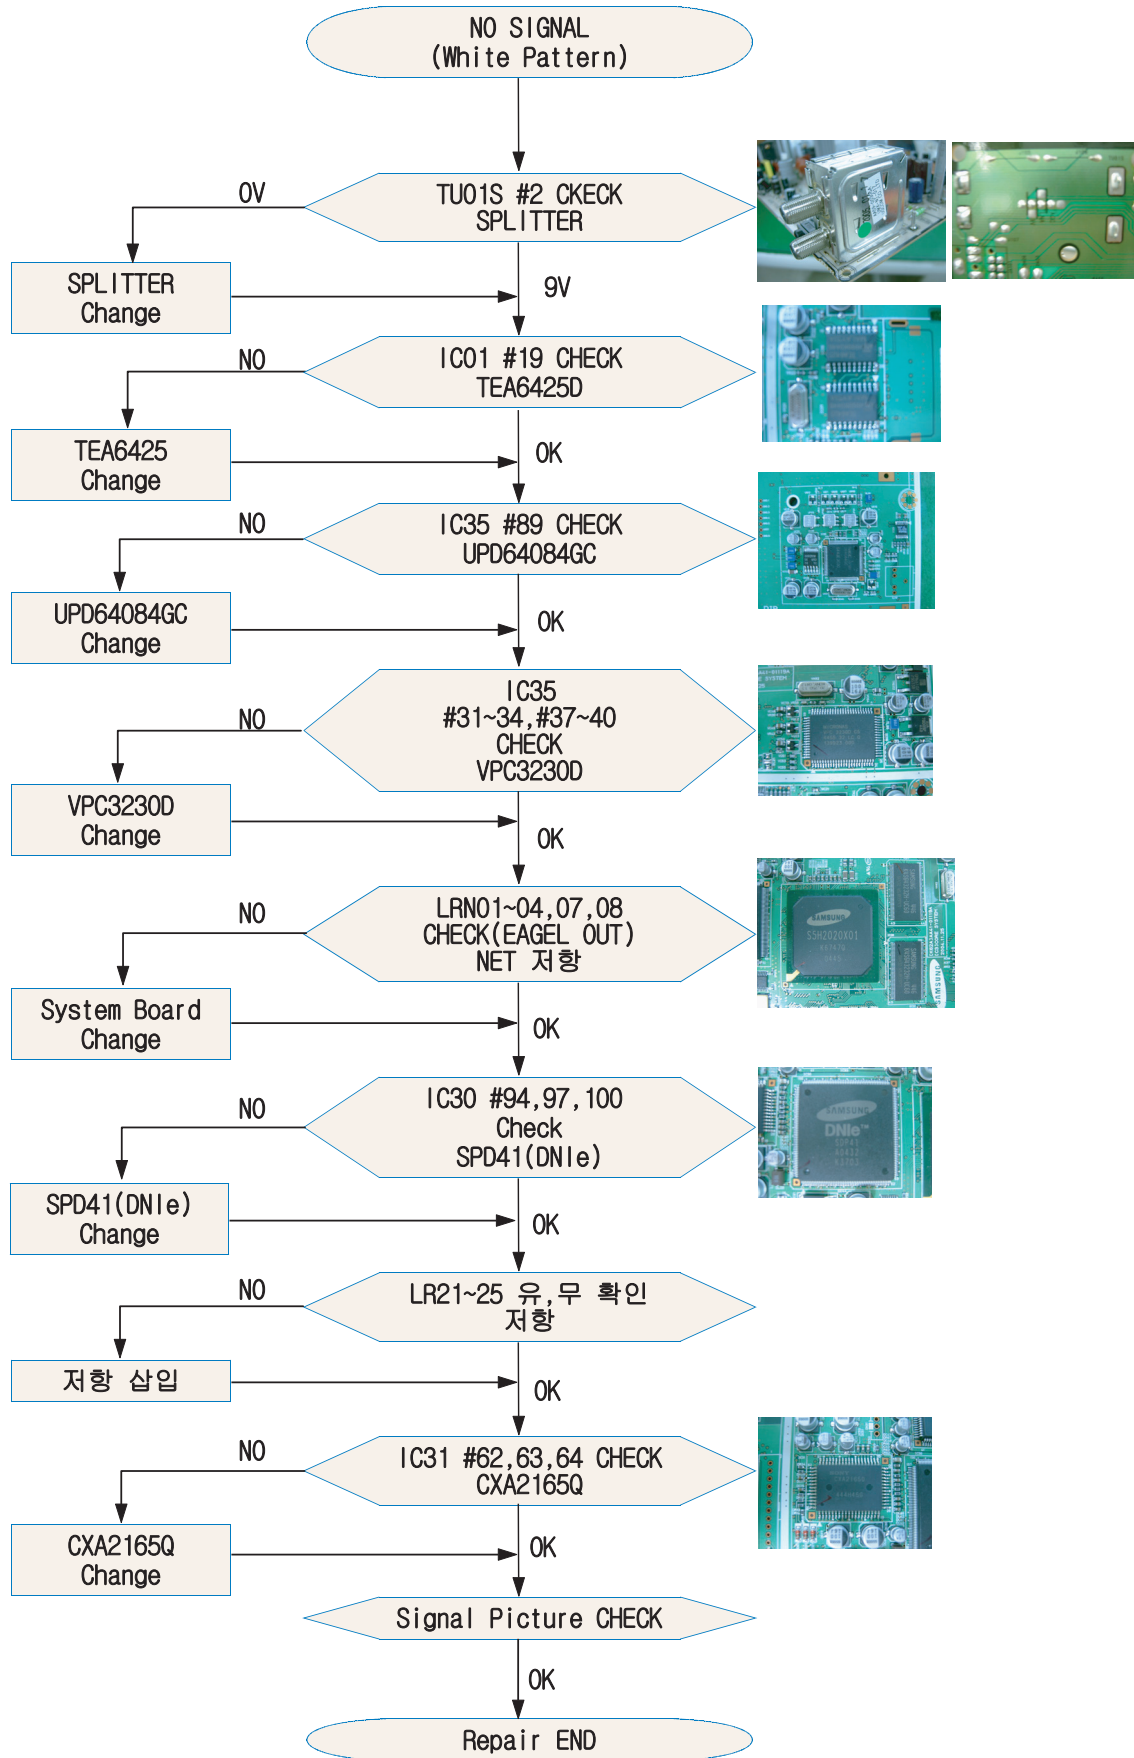 NO SIGNAL
(White Pattern)
0V
TU01S #2 CKECK
SPLITTER
SPLITTER
Change
9V
NO
IC01 #19 CHECK
TEA6425D
TEA6425
Change
OK
NO
IC35 #89 CHECK
UPD64084GC
UPD64084GC
Change
OK
NO
IC35
#31~34,#37~40
CHECK
VPC3230D
VPC3230D
Change
OK
NO
LRN01~04,07,08
CHECK(EAGEL OUT)
NET 저항
SAMSUNG
S5H2020X01
System Board
Change
OK
NO
IC30 #94,97,100
Check
SPD41(DNIe)
SAMSUNG
DNIe™
SPD41(DNIe)
Change
OK
NO
LR21~25 유,무 확인
저항
저항 삽입
OK
NO
IC31 #62,63,64 CHECK
CXA2165Q
CXA2165Q
Change
OK
Signal Picture CHECK
OK
Repair END